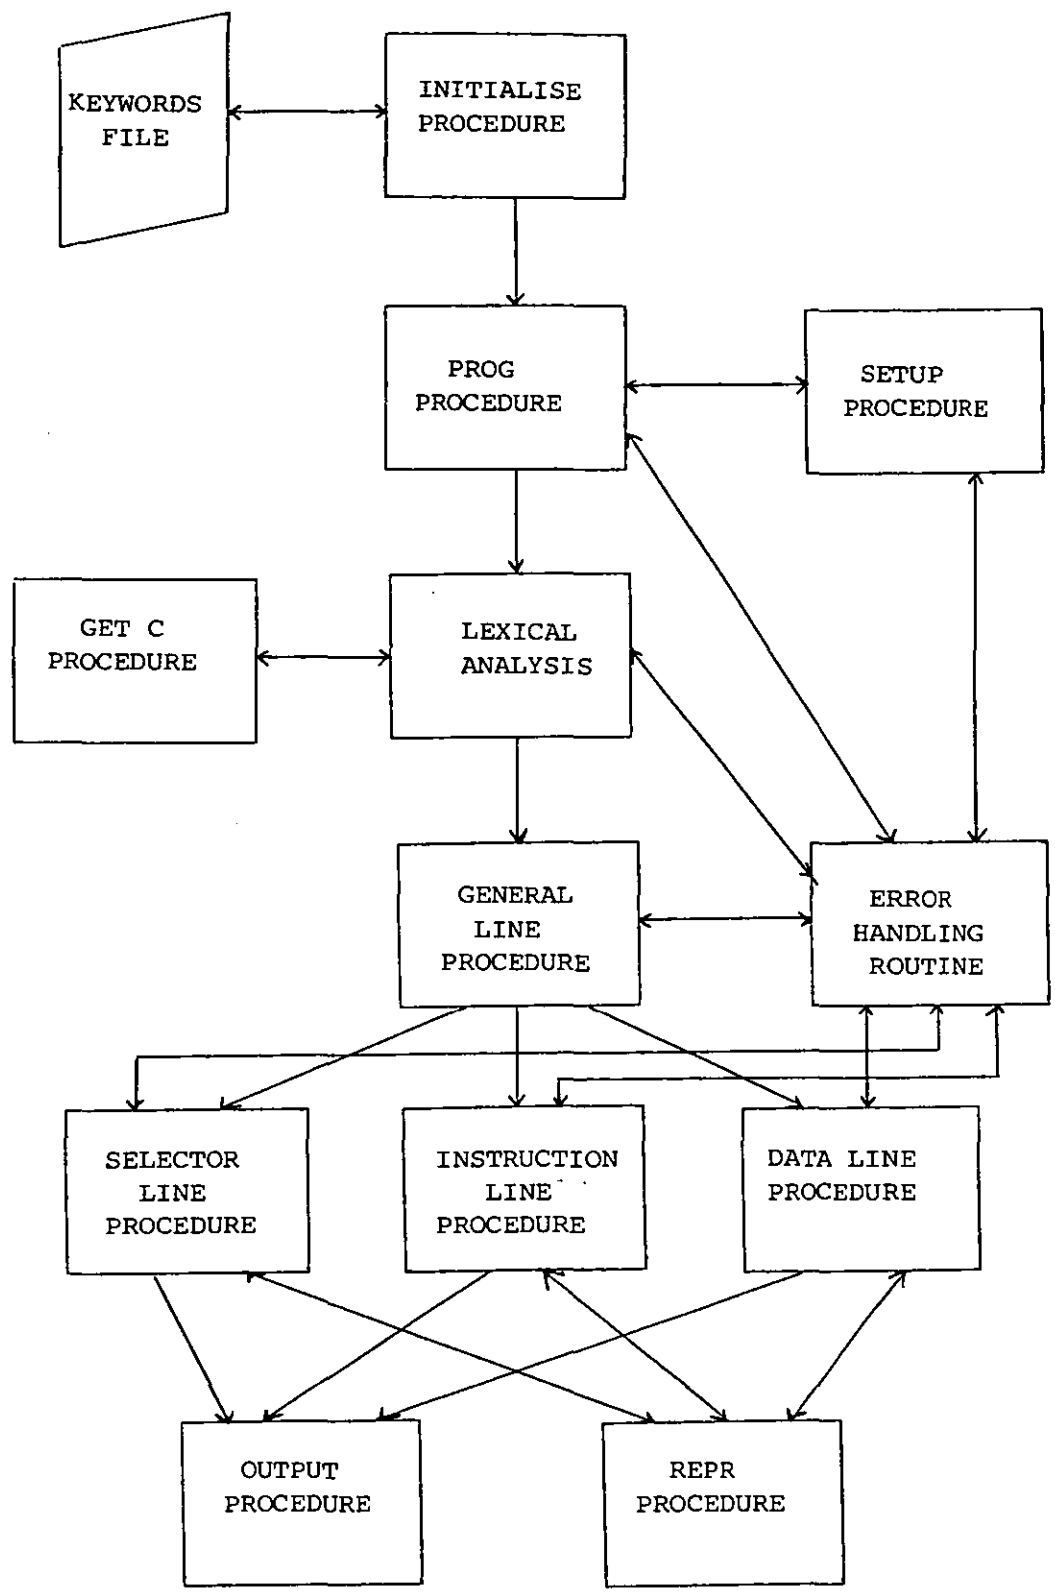 KEYWORDS
FILE
INITIALISE
PROCEDURE
PROG
PROCEDURE
SETUP
PROCEDURE
GET C
PROCEDURE
LEXICAL
ANALYSIS
GENERAL
LINE
PROCEDURE
ERROR
HANDLING
ROUTINE
SELECTOR
LINE
PROCEDURE
INSTRUCTION
LINE
PROCEDURE
DATA LINE
PROCEDURE
OUTPUT
PROCEDURE
REPR
PROCEDURE